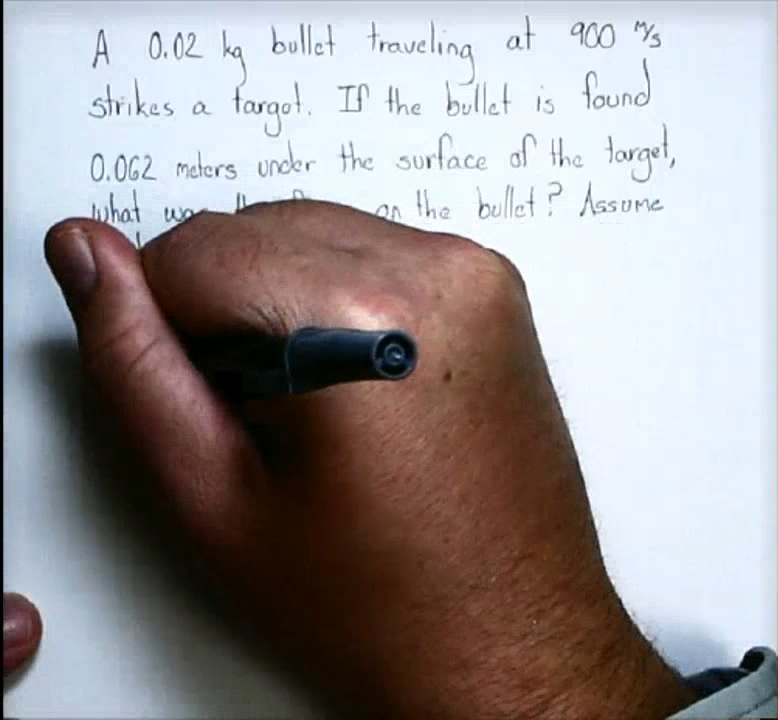 A 0.02 kg bullet traveling at 900 m/s
strikes a target. If the bullet is found
0.062 meters under the surface of the target,
what was on the bullet? Assume